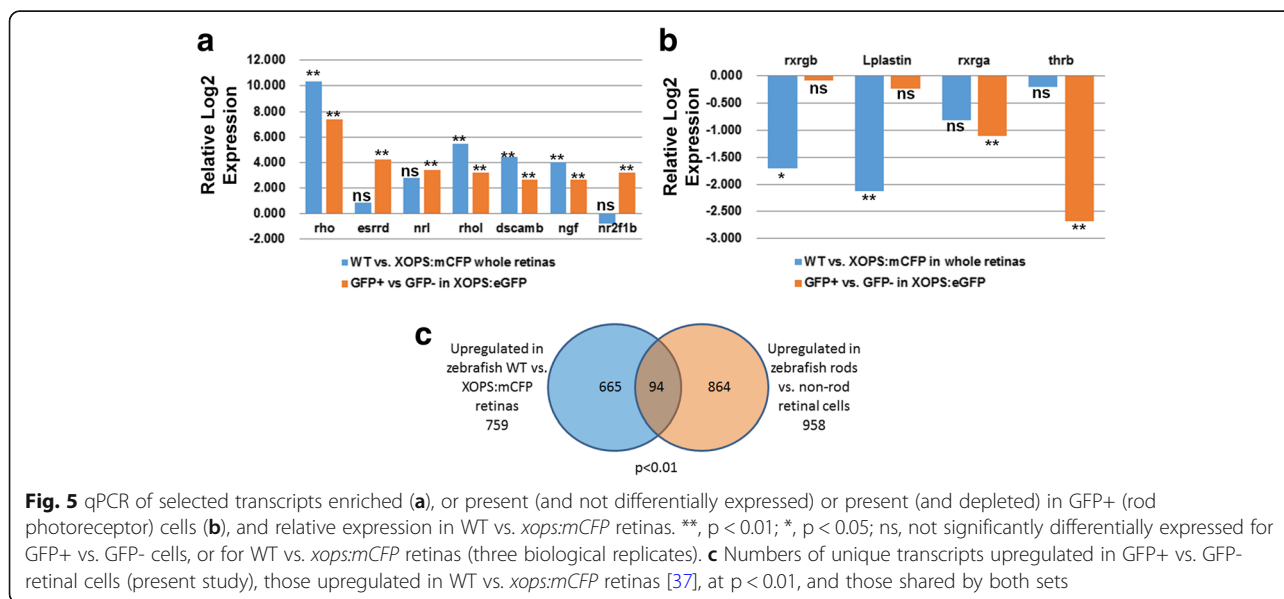 a
12.000
10.000
8.000
6.000
4.000
2.000
0.000
-2.000
Relative Log2
Expression
**
**
ns
**
ns
**
**
**
**
**
**
**
ns
**
rho
esrrd
nrl
rhol
dscamb
ngf
nr2f1b
WT vs. XOPS:mCFP whole retinas
GFP+ vs GFP- in XOPS:eGFP
b
rxrgb
Lplastin
rxrga
thrb
0.000
-0.500
-1.000
-1.500
-2.000
-2.500
-3.000
Relative Log2
Expression
*
ns
**
ns
ns
**
ns
**
WT vs. XOPS:mCFP in whole retinas
GFP+ vs. GFP- in XOPS:eGFP
c
Upregulated in
zebrafish WT vs.
XOPS:mCFP
retinas
759
665
94
864
Upregulated in
zebrafish rods
vs. non-rod
retinal cells
958
p<0.01
Fig. 5 qPCR of selected transcripts enriched (a), or present (and not differentially expressed) or present (and depleted) in GFP+ (rod
photoreceptor) cells (b), and relative expression in WT vs. xops:mCFP retinas. **, p < 0.01; *, p < 0.05; ns, not significantly differentially expressed for
GFP+ vs. GFP- cells, or for WT vs. xops:mCFP retinas (three biological replicates). c Numbers of unique transcripts upregulated in GFP+ vs. GFP-
retinal cells (present study), those upregulated in WT vs. xops:mCFP retinas [37], at p < 0.01, and those shared by both sets